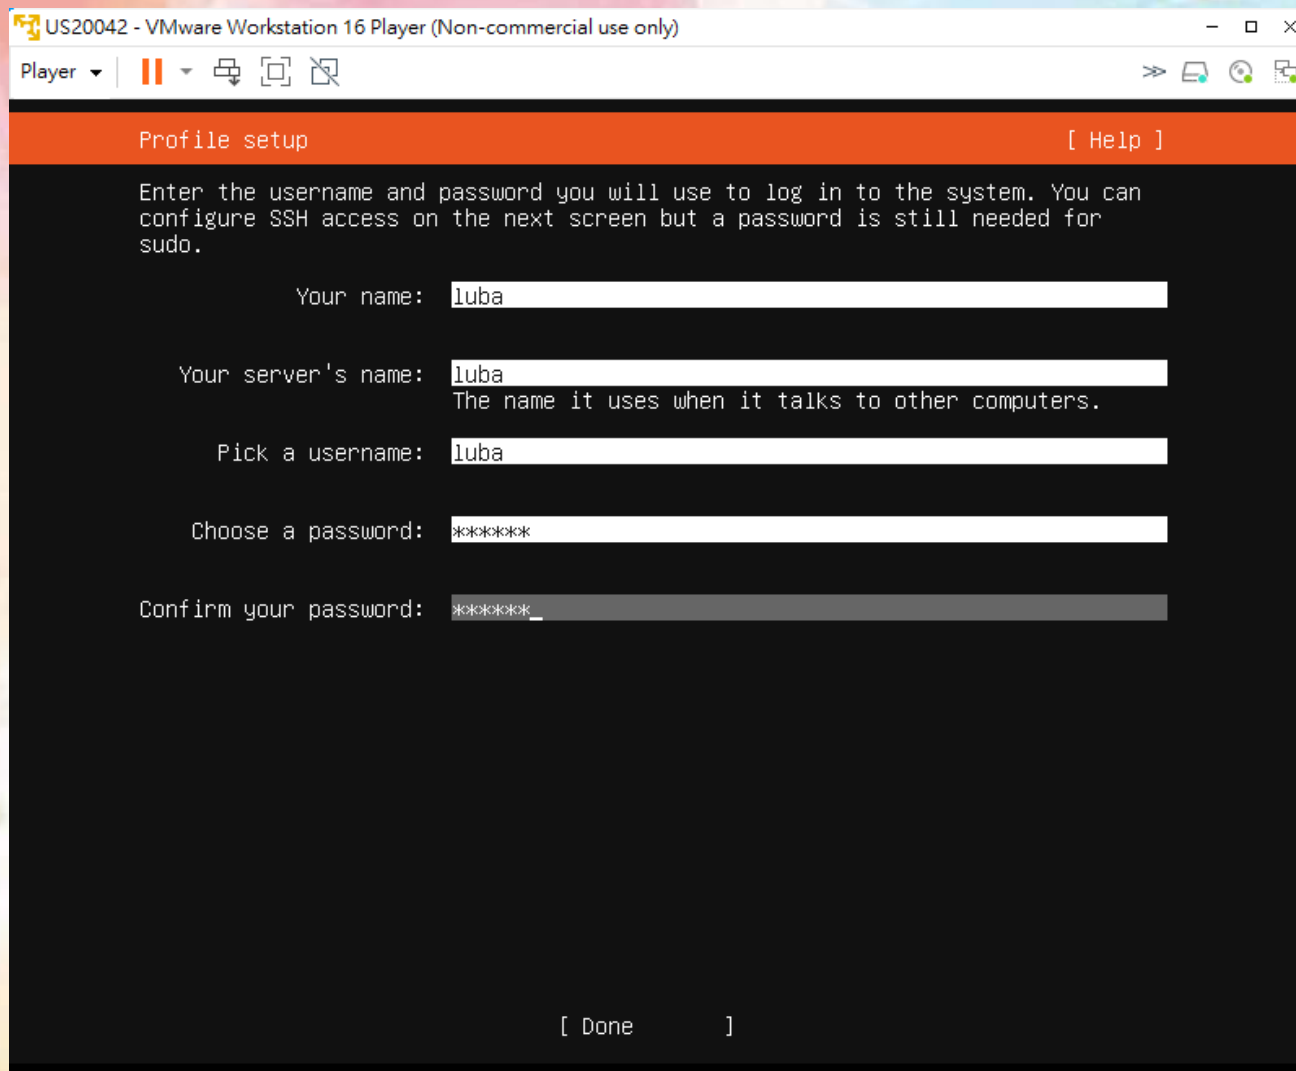 US20042 - VMware Workstation 16 Player (Non-commercial use only)
Player
Profile setup [ Help ]
Enter the username and password you will use to log in to the system. You can
configure SSH access on the next screen but a password is still needed for
sudo.
Your name: luba
Your server's name: luba
The name it uses when it talks to other computers.
Pick a username: luba
Choose a password: ******
Confirm your password: ******_
[ Done ]